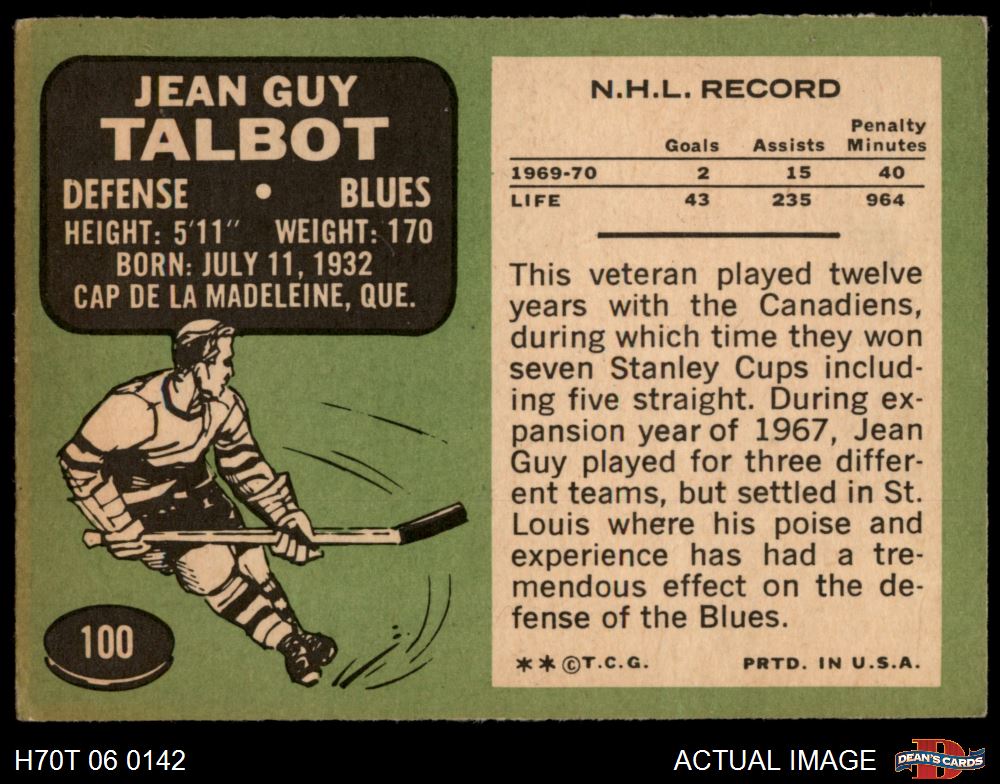 JEAN GUY
TALBOT
DEFENSE • BLUES
HEIGHT: 5'11" WEIGHT: 170
BORN: JULY 11, 1932
CAP DE LA MADELEINE, QUE.
100
N.H.L. RECORD
Goals Assists Penalty Minutes
1969-70 2 15 40
LIFE 43 235 964
This veteran played twelve
years with the Canadiens,
during which time they won
seven Stanley Cups includ-
ing five straight. During ex-
pansion year of 1967, Jean
Guy played for three differ-
ent teams, but settled in St.
Louis where his poise and
experience has had a tre-
mendous effect on the de-
fense of the Blues.
**©T.C.G. PRTD. IN U.S.A.
H70T 06 0142 ACTUAL IMAGE D DEAN'S CARDS